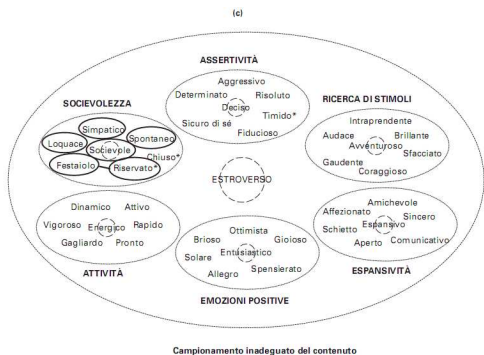 (c)
ASSERTIVITÀ
Aggressivo
Determinato
Risoluto
Deciso
Timido*
Sicuro di sé
Fiducioso
SOCIEVOLEZZA
Simpatico
Spontaneo
Loquace
Socievole
Chiuso*
Festaiolo
Riservato*
RICERCA DI STIMOLI
Intraprendente
Audace
Brillante
Avventuroso
Sfacciato
Gaudente
Coraggioso
ESTROVERSO
Dinamico
Attivo
Vigoroso
Energico
Rapido
Gagliardo
Pronto
ATTIVITÀ
Ottimista
Brioso
Gioioso
Entusiastico
Solare
Spensierato
Allegro
EMOZIONI POSITIVE
Amichevole
Affezionato
Sincero
Espansivo
Schietto
Comunicativo
Aperto
ESPANSIVITÀ
Campionamento inadeguato del contenuto